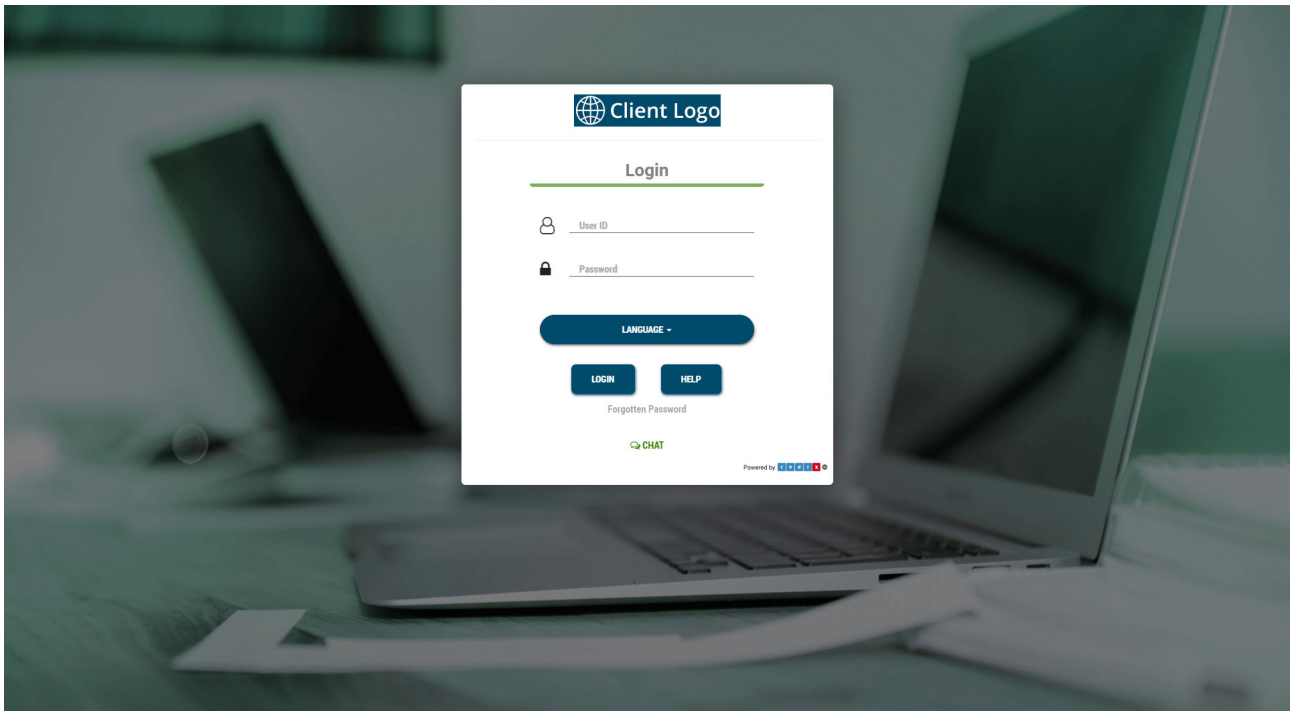 Client Logo
Login
User ID
Password
LANGUAGE
LOGIN HELP
Forgotten Password
CHAT
Powered by